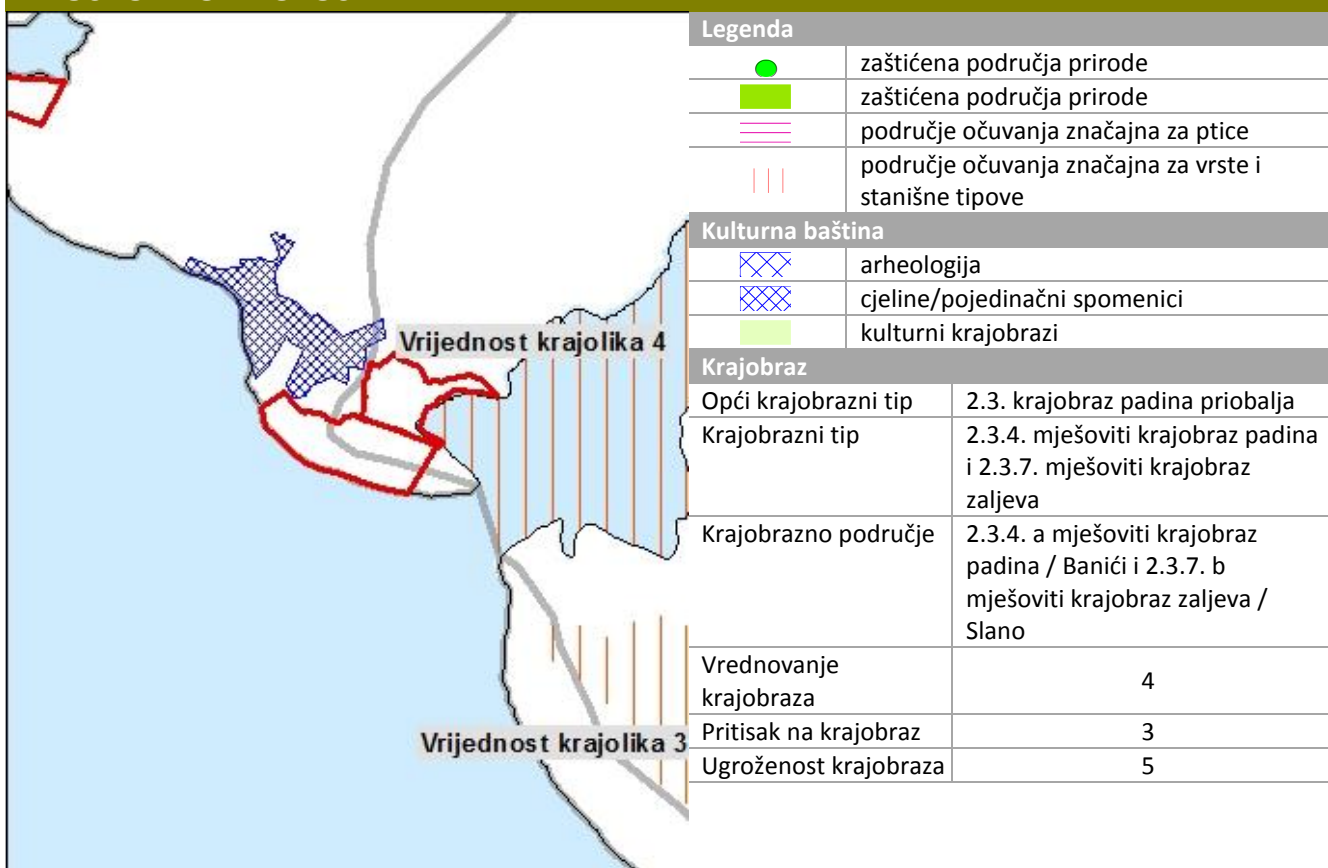 Vrijednost krajolika 4
Vrijednost krajolika 3
Legenda
zaštićena područja prirode
zaštićena područja prirode
područje očuvanja značajna za ptice
područje očuvanja značajna za vrste i
stanišne tipove
Kulturna baština
arheologija
cjeline/pojedinačni spomenici
kulturni krajobrazi
Krajobraz
Opći krajobrazni tip 2.3. krajobraz padina priobalja
Krajobrazni tip 2.3.4. mješoviti krajobraz padina
i 2.3.7. mješoviti krajobraz
zaljeva
Krajobrazno područje 2.3.4. a mješoviti krajobraz
padina / Banići i 2.3.7. b
mješoviti krajobraz zaljeva /
Slano
Vrednovanje
krajobraza 4
Pritisak na krajobraz 3
Ugroženost krajobraza 5